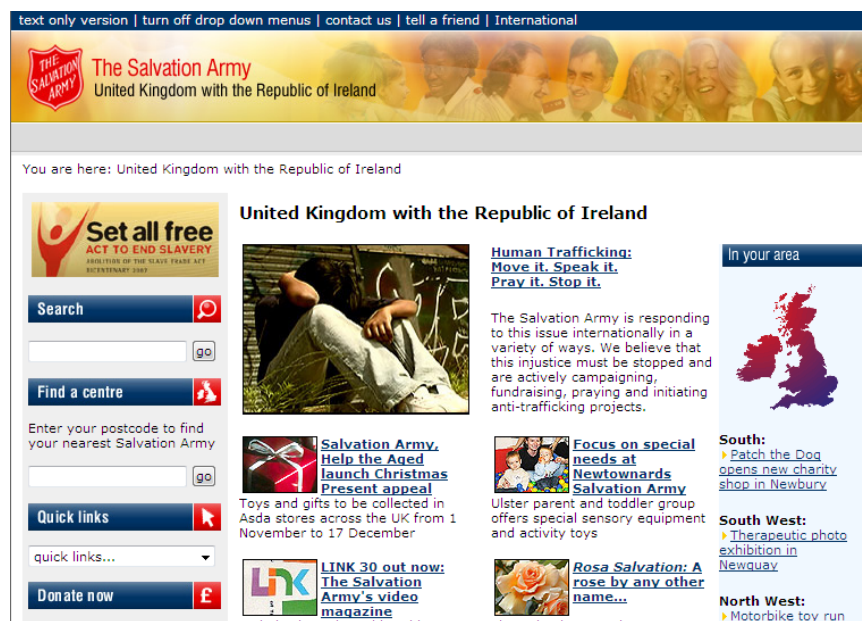 text only version | turn off drop down menus | contact us | tell a friend | International
THE
SALVATION
ARMY
The Salvation Army
United Kingdom with the Republic of Ireland
You are here: United Kingdom with the Republic of Ireland
Set all free
ACT TO END SLAVERY
ABOLITION OF THE SLAVE TRADE ACT
BICENTENARY 2007
Search
go
Find a centre
Enter your postcode to find
your nearest Salvation Army
go
Quick links
quick links...
Donate now
£
United Kingdom with the Republic of Ireland
Human Trafficking:
Move it. Speak it.
Pray it. Stop it.
The Salvation Army is responding
to this issue internationally in a
variety of ways. We believe that
this injustice must be stopped and
are actively campaigning,
fundraising, praying and initiating
anti-trafficking projects.
Salvation Army,
Help the Aged
launch Christmas
Present appeal
Toys and gifts to be collected in
Asda stores across the UK from 1
November to 17 December
Focus on special
needs at
Newtownards
Salvation Army
Ulster parent and toddler group
offers special sensory equipment
and activity toys
Link
LINK 30 out now:
The Salvation
Army's video
magazine
Rosa Salvation: A
rose by any other
name...
In your area
South:
Patch the Dog
opens new charity
shop in Newbury
South West:
Therapeutic photo
exhibition in
Newquay
North West:
Motorbike toy run